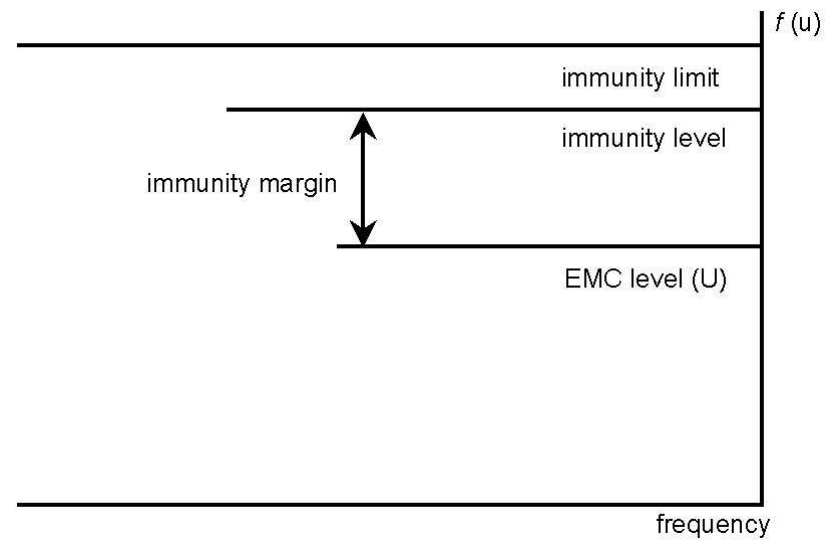 f (u)
immunity limit
immunity level
immunity margin
EMC level (U)
frequency